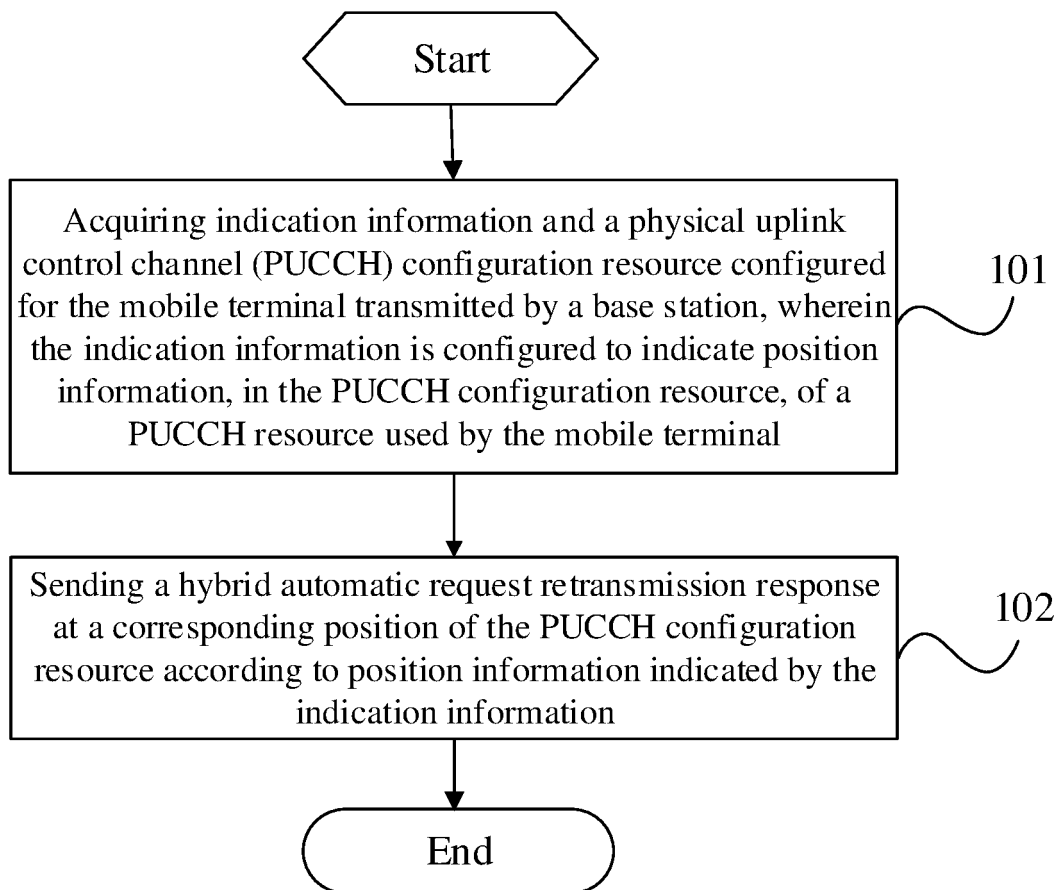 Start
Acquiring indication information and a physical uplink
control channel (PUCCH) configuration resource configured
for the mobile terminal transmitted by a base station, wherein
the indication information is configured to indicate position
information, in the PUCCH configuration resource, of a
PUCCH resource used by the mobile terminal
101
Sending a hybrid automatic request retransmission response
at a corresponding position of the PUCCH configuration
resource according to position information indicated by the
indication information
102
End